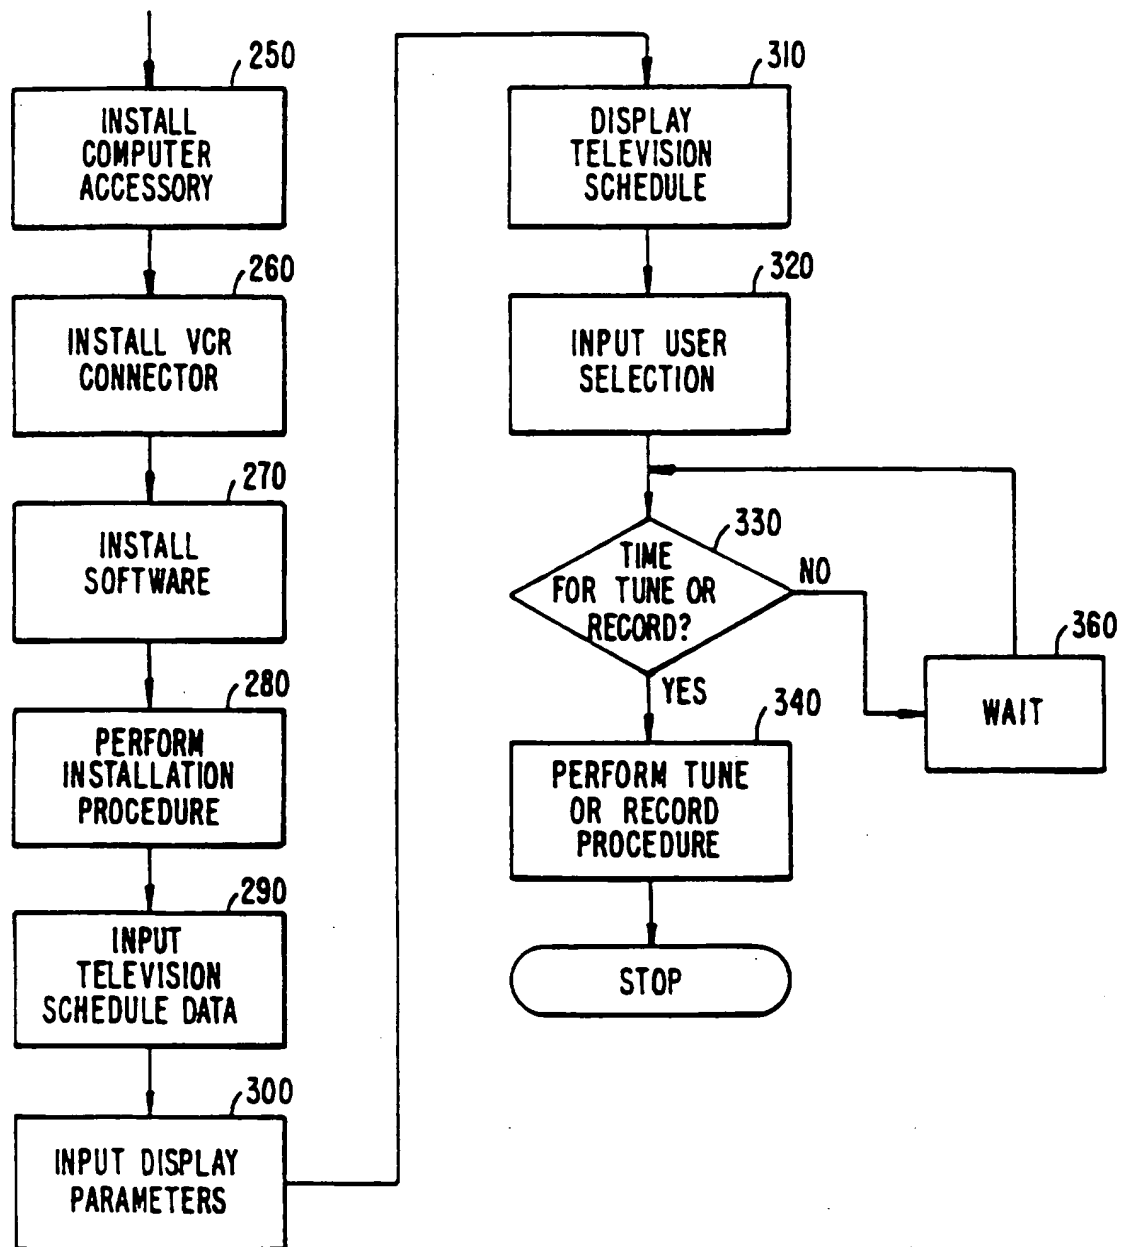 250
INSTALL
COMPUTER
ACCESSORY
260
INSTALL VCR
CONNECTOR
270
INSTALL
SOFTWARE
280
PERFORM
INSTALLATION
PROCEDURE
290
INPUT
TELEVISION
SCHEDULE DATA
300
INPUT DISPLAY
PARAMETERS
310
DISPLAY
TELEVISION
SCHEDULE
320
INPUT USER
SELECTION
330
TIME
FOR TUNE OR
RECORD?
NO
YES
360
WAIT
340
PERFORM TUNE
OR RECORD
PROCEDURE
STOP